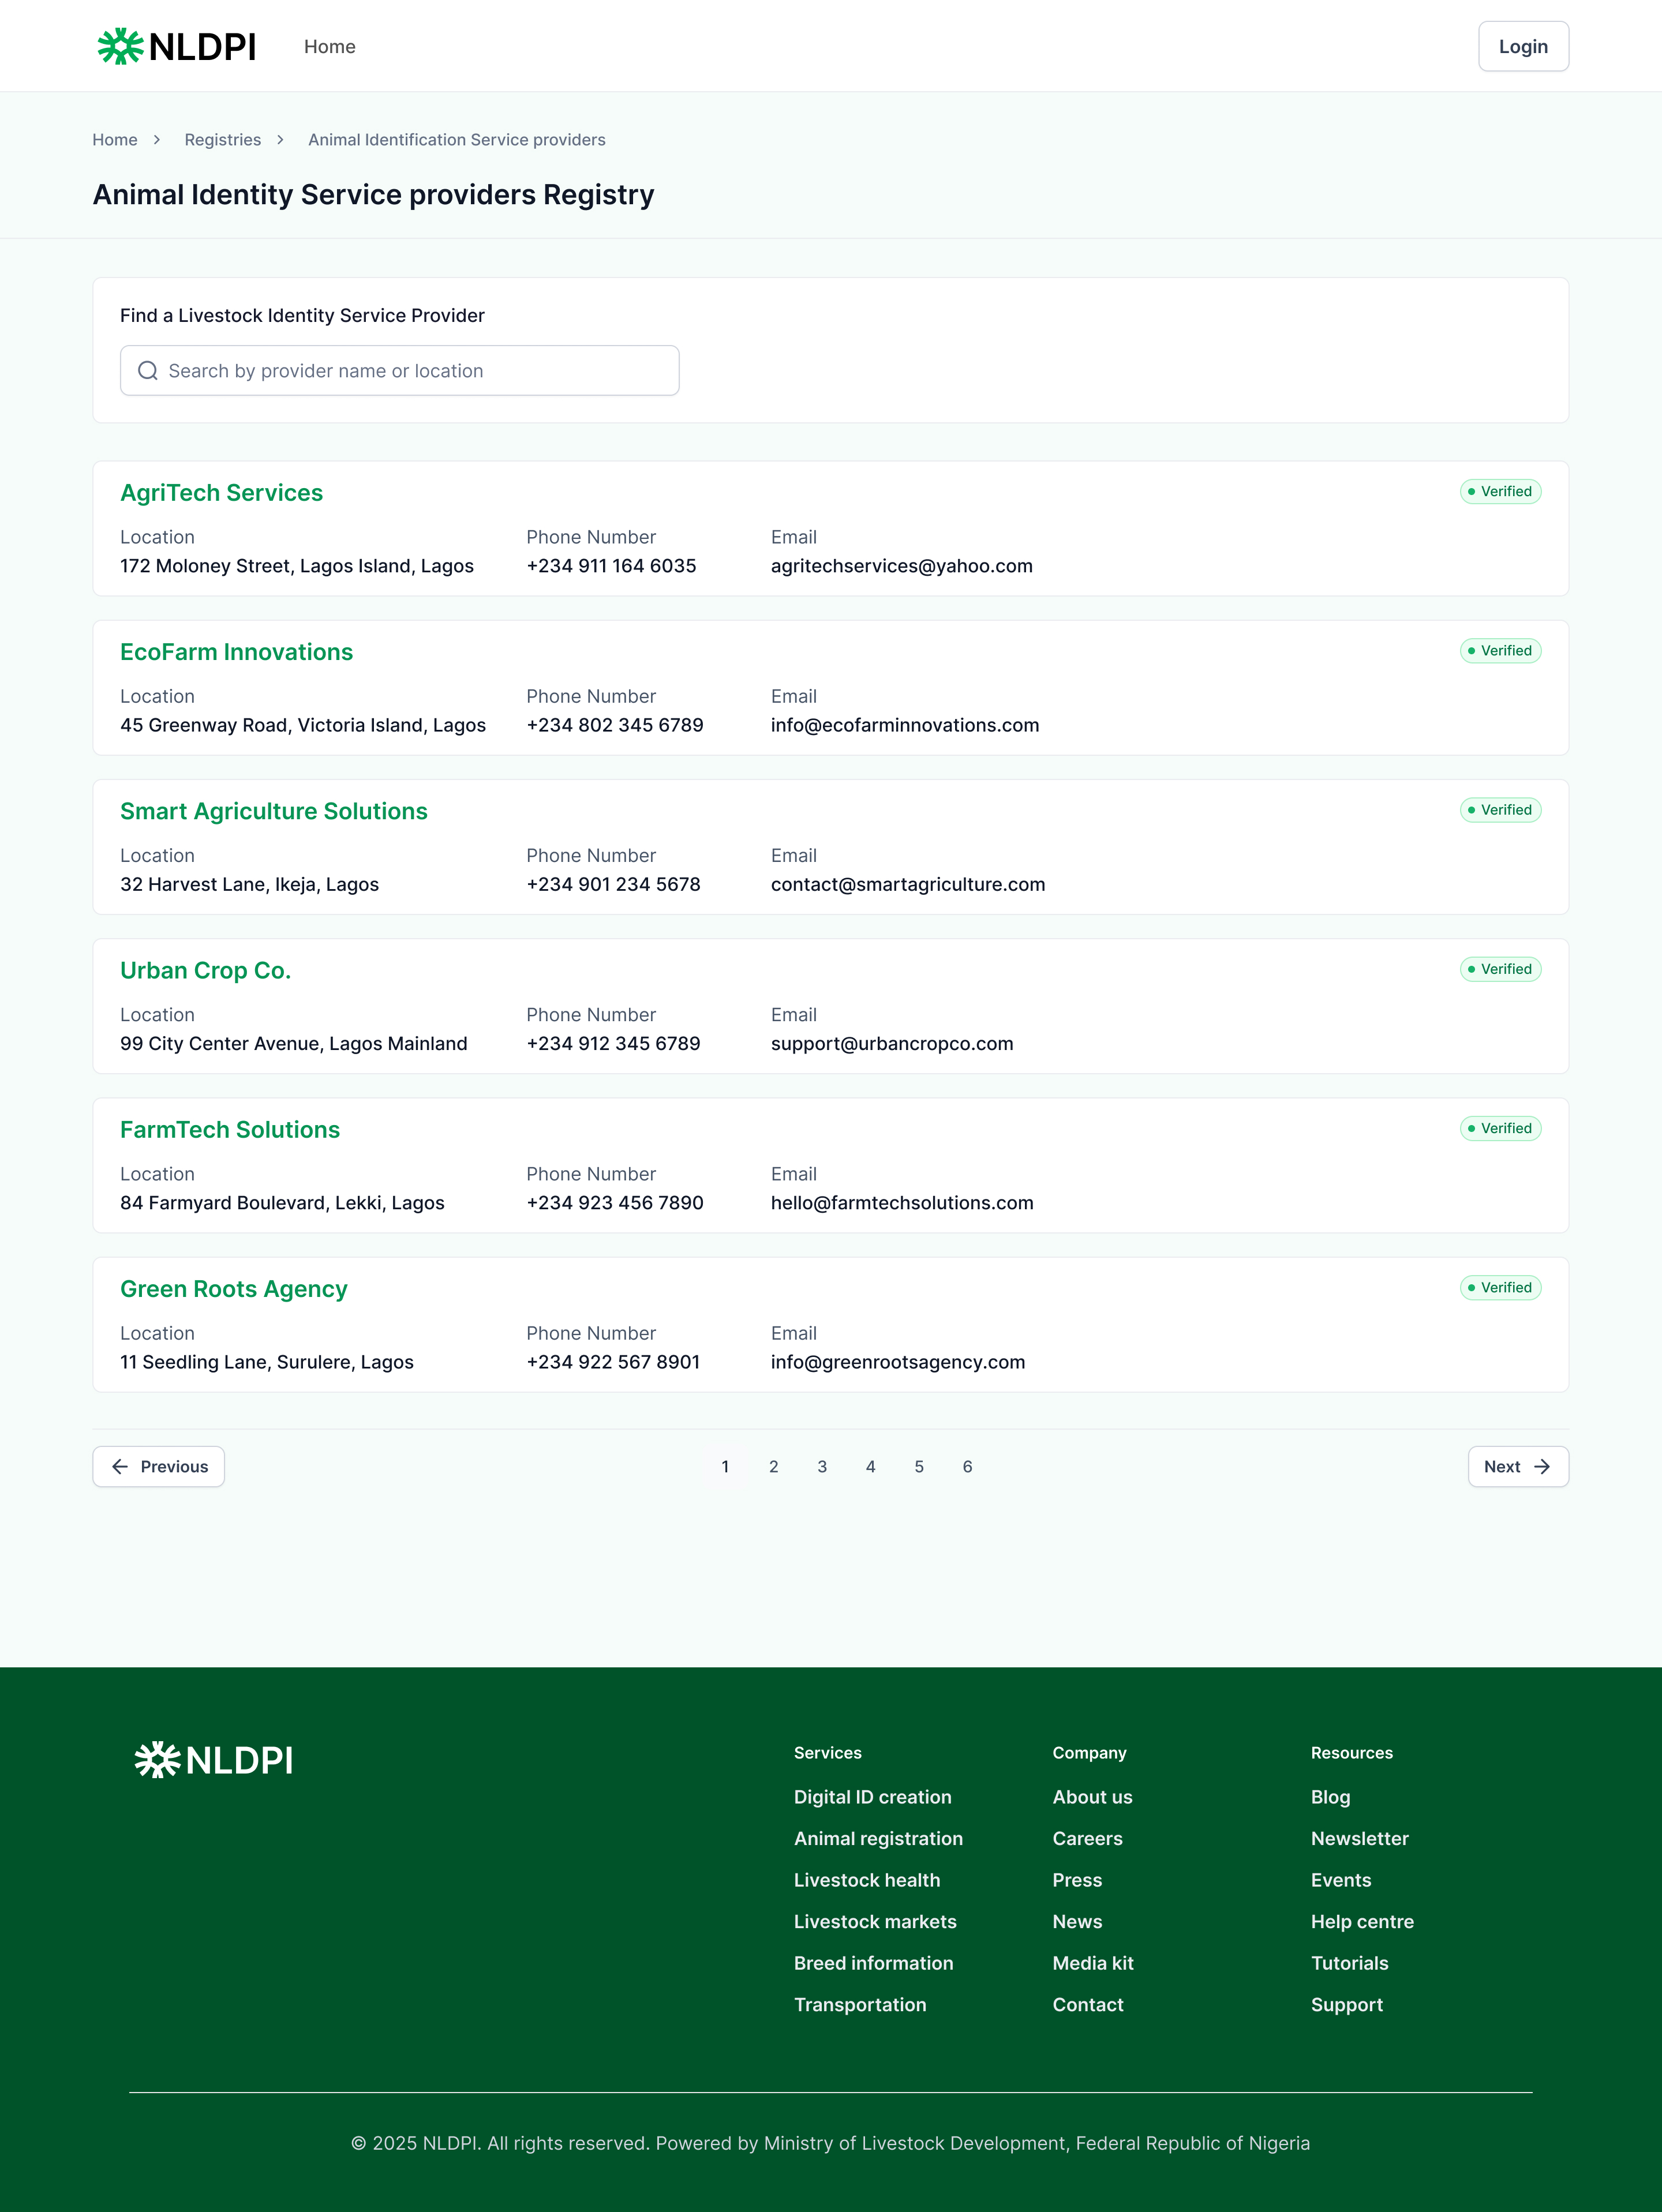 NLDPI
Home
Login
Home
Registries
Animal Identification Service providers
Animal Identity Service providers Registry
Find a Livestock Identity Service Provider
Search by provider name or location
AgriTech Services
Verified
Location
Phone Number
Email
172 Moloney Street, Lagos Island, Lagos
+234 911 164 6035
agritechservices@yahoo.com
EcoFarm Innovations
Verified
Location
Phone Number
Email
45 Greenway Road, Victoria Island, Lagos
+234 802 345 6789
info@ecofarminnovations.com
Smart Agriculture Solutions
Verified
Location
Phone Number
Email
32 Harvest Lane, Ikeja, Lagos
+234 901 234 5678
contact@smartagriculture.com
Urban Crop Co.
Verified
Location
Phone Number
Email
99 City Center Avenue, Lagos Mainland
+234 912 345 6789
support@urbancropco.com
FarmTech Solutions
Verified
Location
Phone Number
Email
84 Farmyard Boulevard, Lekki, Lagos
+234 923 456 7890
hello@farmtechsolutions.com
Green Roots Agency
Verified
Location
Phone Number
Email
11 Seedling Lane, Surulere, Lagos
+234 922 567 8901
info@greenrootsagency.com
Previous
1 2 3 4 5 6
Next
NLDPI
Services
Digital ID creation
Animal registration
Livestock health
Livestock markets
Breed information
Transportation
Company
About us
Careers
Press
News
Media kit
Contact
Resources
Blog
Newsletter
Events
Help centre
Tutorials
Support
© 2025 NLDPI. All rights reserved. Powered by Ministry of Livestock Development, Federal Republic of Nigeria